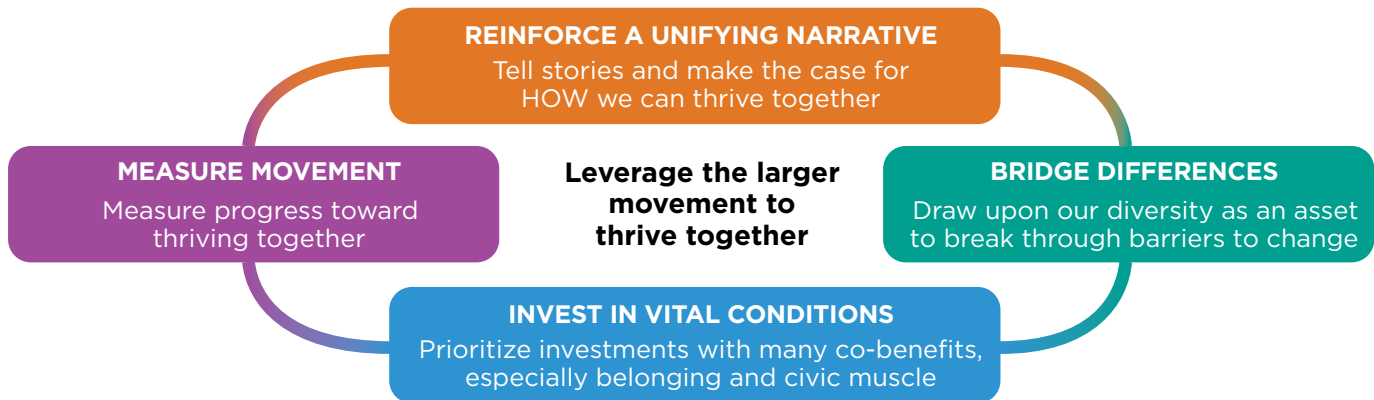 REINFORCE A UNIFYING NARRATIVE
Tell stories and make the case for
HOW we can thrive together
MEASURE MOVEMENT
Measure progress toward
thriving together
Leverage the larger
movement to
thrive together
BRIDGE DIFFERENCES
Draw upon our diversity as an asset
to break through barriers to change
INVEST IN VITAL CONDITIONS
Prioritize investments with many co-benefits,
especially belonging and civic muscle